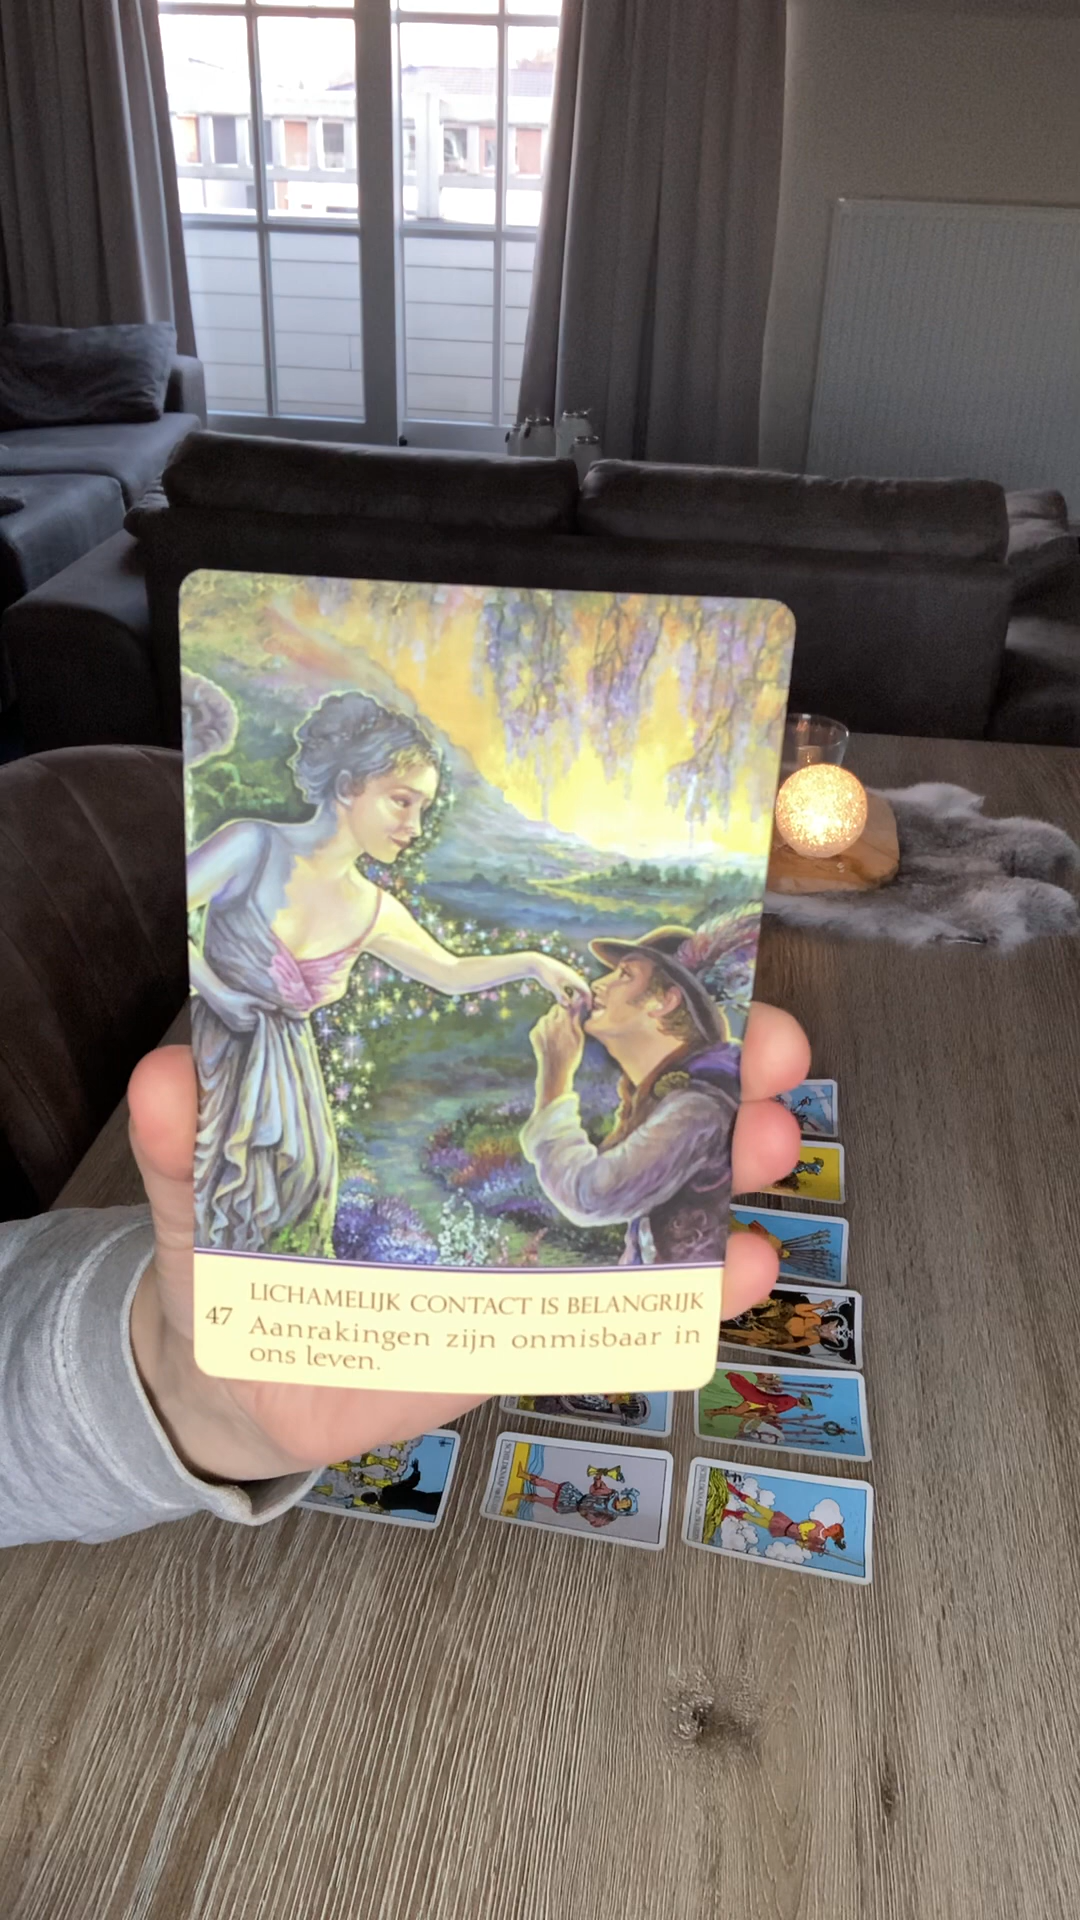 47
LICHAMELIJK CONTACT IS BELANGRIJK
Aanrakingen zijn onmisbaar in
ons leven.